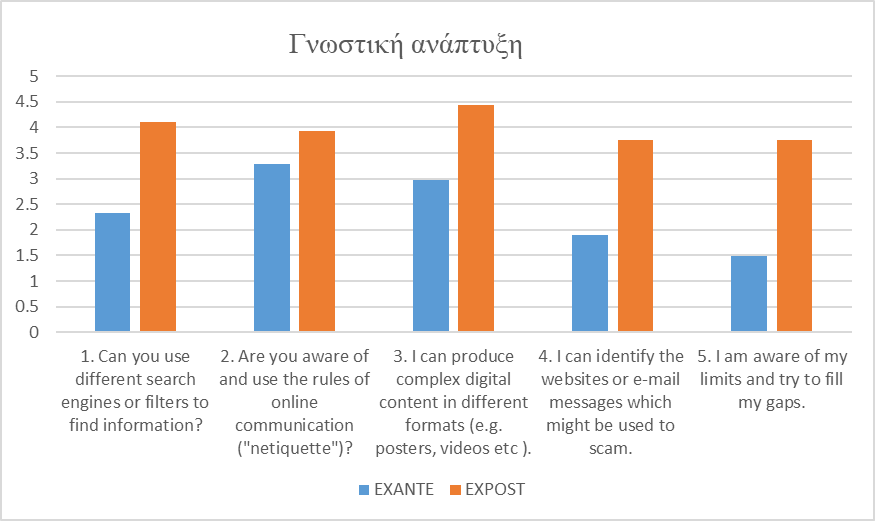 Γνωστική ανάπτυξη
5
4.5
4
3.5
3
2.5
2
1.5
1
0.5
0
1. Can you use
different search
engines or filters to
find information?
2. Are you aware of
and use the rules of
online
communication
("netiquette")?
3. I can produce
complex digital
content in different
formats (e.g.
posters, videos etc ).
4. I can identify the
websites or e-mail
messages which
might be used to
scam.
5. I am aware of my
limits and try to fill
my gaps.
EXANTE
EXPOST